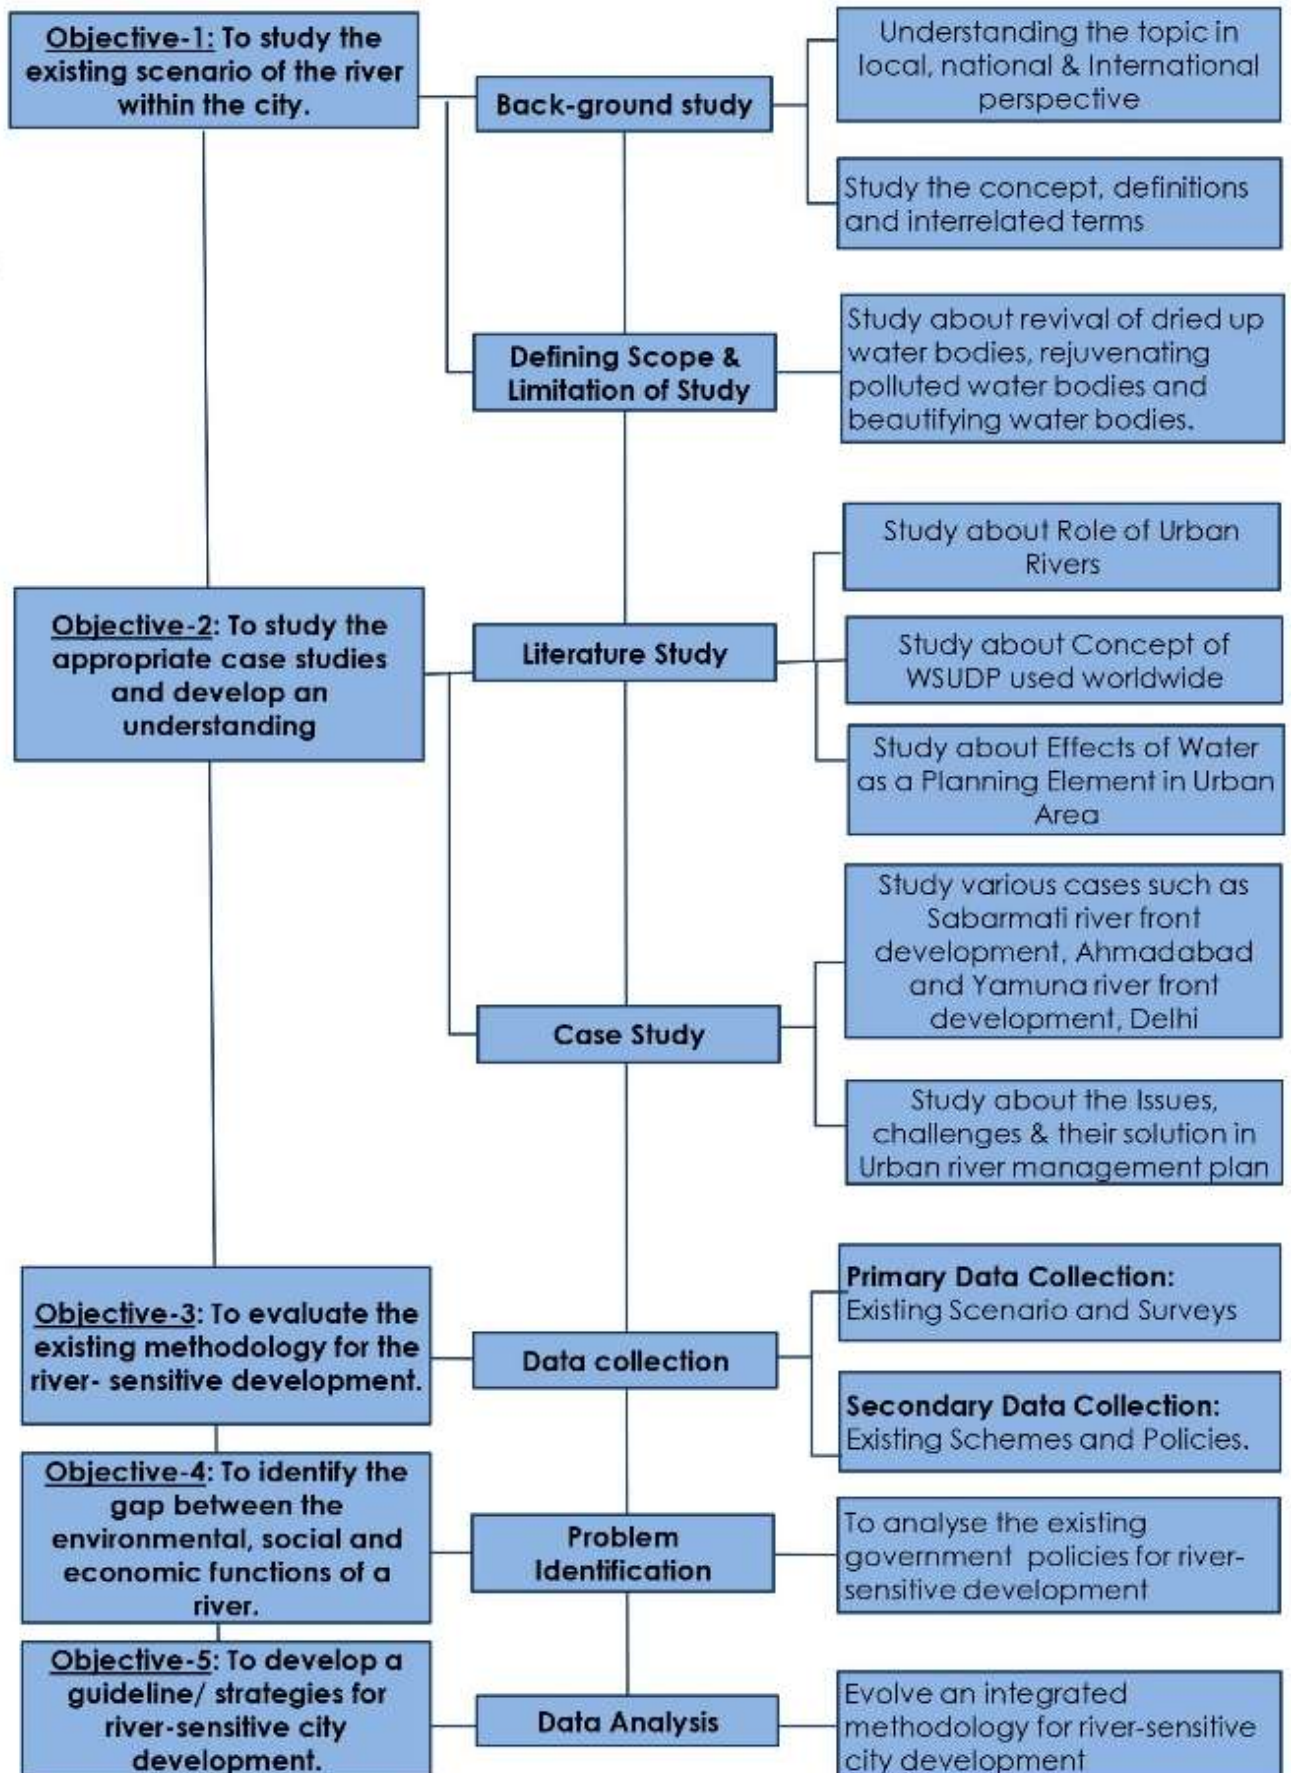 Objective-1: To study the
existing scenario of the river
within the city.
Back-ground study
Understanding the topic in
local, national & International
perspective
Study the concept, definitions
and interrelated terms
Defining Scope &
Limitation of Study
Study about revival of dried up
water bodies, rejuvenating
polluted water bodies and
beautifying water bodies.
Objective-2: To study the
appropriate case studies
and develop an
understanding
Literature Study
Study about Role of Urban
Rivers
Study about Concept of
WSUDP used worldwide
Study about Effects of Water
as a Planning Element in Urban
Area
Case Study
Study various cases such as
Sabarmati river front
development, Ahmadabad
and Yamuna river front
development, Delhi
Study about the Issues,
challenges & their solution in
Urban river management plan
Objective-3: To evaluate the
existing methodology for the
river- sensitive development.
Data collection
Primary Data Collection:
Existing Scenario and Surveys
Secondary Data Collection:
Existing Schemes and Policies.
Objective-4: To identify the
gap between the
environmental, social and
economic functions of a
river.
Problem
Identification
To analyse the existing
government policies for river-
sensitive development
Objective-5: To develop a
guideline/ strategies for
river-sensitive city
development.
Data Analysis
Evolve an integrated
methodology for river-sensitive
city development